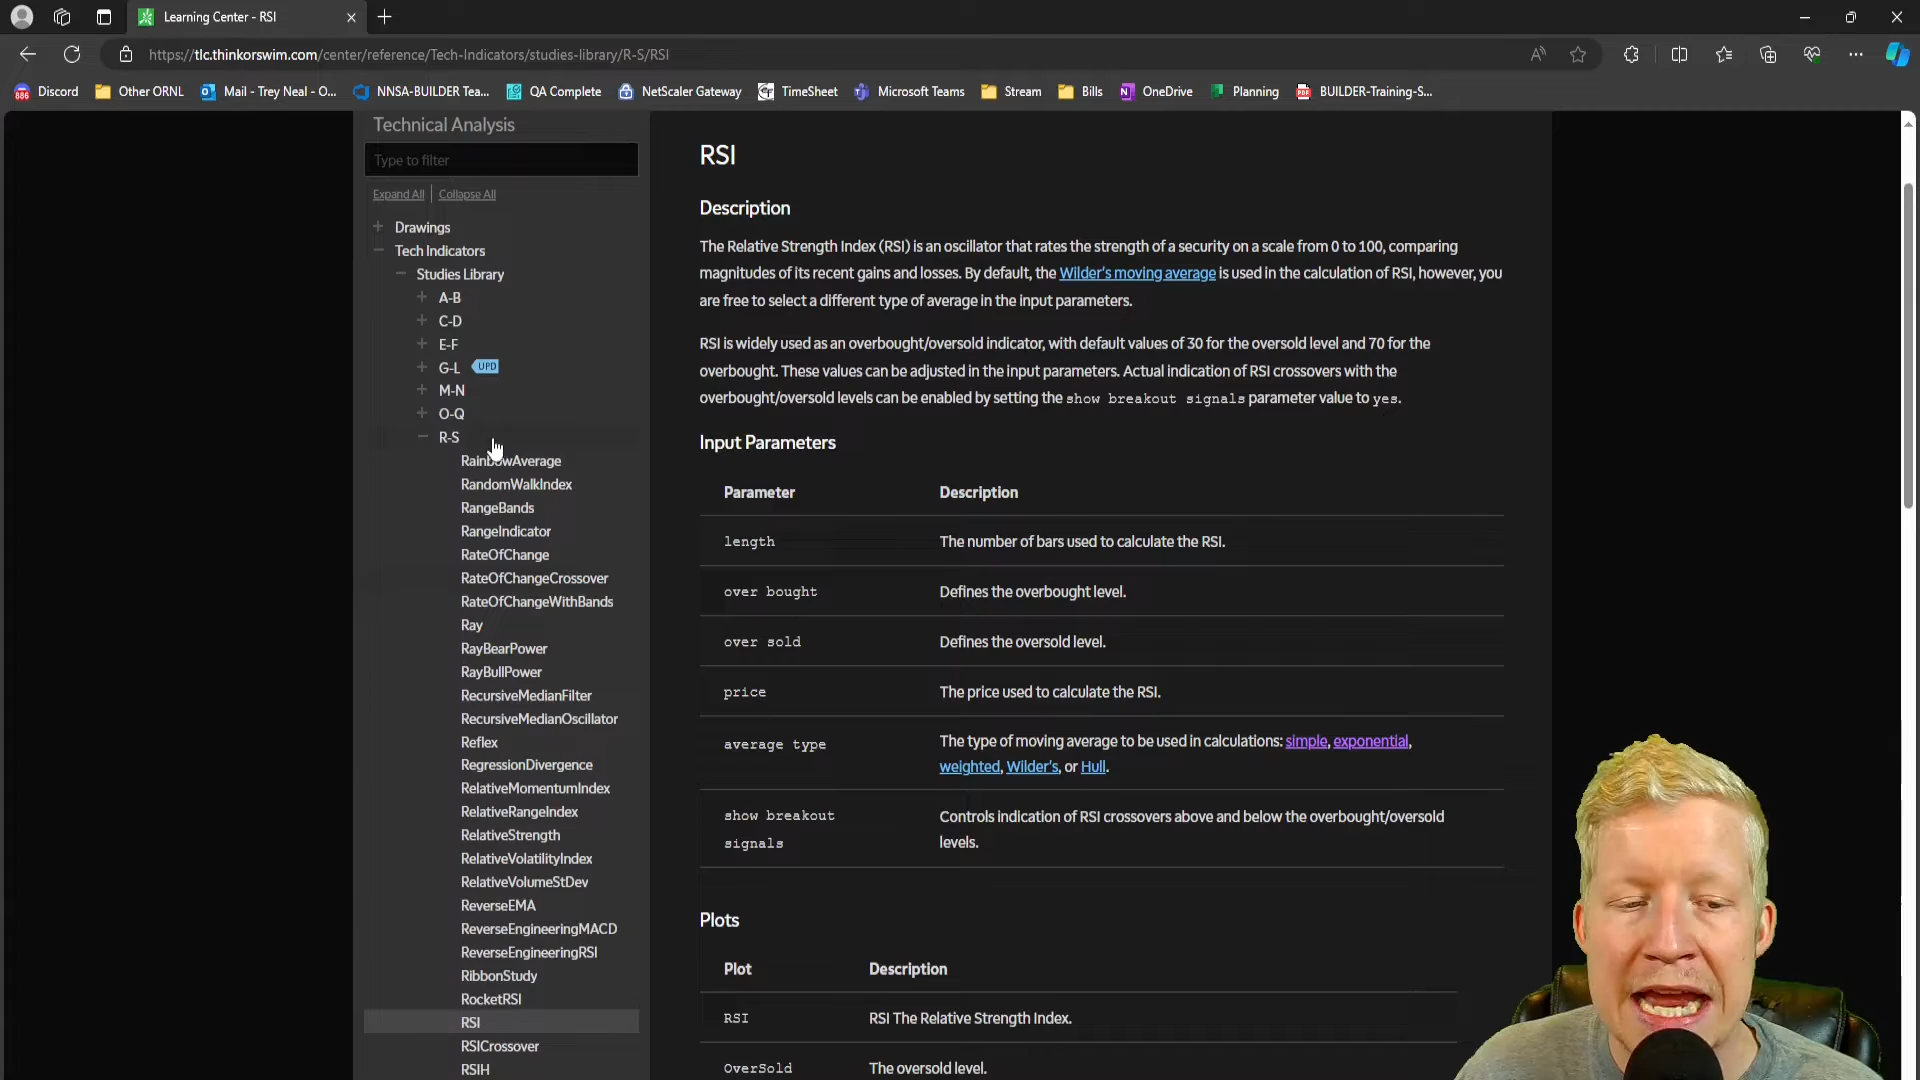 Learning Center - RSI
https://tlc.thinkorswim.com/center/reference/Tech-Indicators/studies-library/R-S/RSI
886 Discord Other ORNL Mail - Trey Neal - O... NNSA-BUILDER Tea... QA Complete NetScaler Gateway TimeSheet Microsoft Teams Stream Bills OneDrive Planning BUILDER-Training-S...
Technical Analysis
Type to filter
Expand All | Collapse All
Drawings
Tech Indicators
Studies Library
A-B
C-D
E-F
G-L UPD
M-N
O-Q
R-S
RainbowAverage
RandomWalkIndex
RangeBands
RangeIndicator
RateOfChange
RateOfChangeCrossover
RateOfChangeWithBands
Ray
RayBearPower
RayBullPower
RecursiveMedianFilter
RecursiveMedianOscillator
Reflex
RegressionDivergence
RelativeMomentumIndex
RelativeRangeIndex
RelativeStrength
RelativeVolatilityIndex
RelativeVolumeStDev
ReverseEMA
ReverseEngineeringMACD
ReverseEngineeringRSI
RibbonStudy
RocketRSI
RSI
RSICrossover
RSIH
RSI
Description
The Relative Strength Index (RSI) is an oscillator that rates the strength of a security on a scale from 0 to 100, comparing
magnitudes of its recent gains and losses. By default, the Wilder's moving average is used in the calculation of RSI, however, you
are free to select a different type of average in the input parameters.
RSI is widely used as an overbought/oversold indicator, with default values of 30 for the oversold level and 70 for the
overbought. These values can be adjusted in the input parameters. Actual indication of RSI crossovers with the
overbought/oversold levels can be enabled by setting the show breakout signals parameter value to yes.
Input Parameters
Parameter Description
length The number of bars used to calculate the RSI.
over bought Defines the overbought level.
over sold Defines the oversold level.
price The price used to calculate the RSI.
average type The type of moving average to be used in calculations: simple, exponential,
weighted, Wilder's, or Hull.
show breakout Controls indication of RSI crossovers above and below the overbought/oversold
signals levels.
Plots
Plot Description
RSI RSI The Relative Strength Index.
OverSold The oversold level.